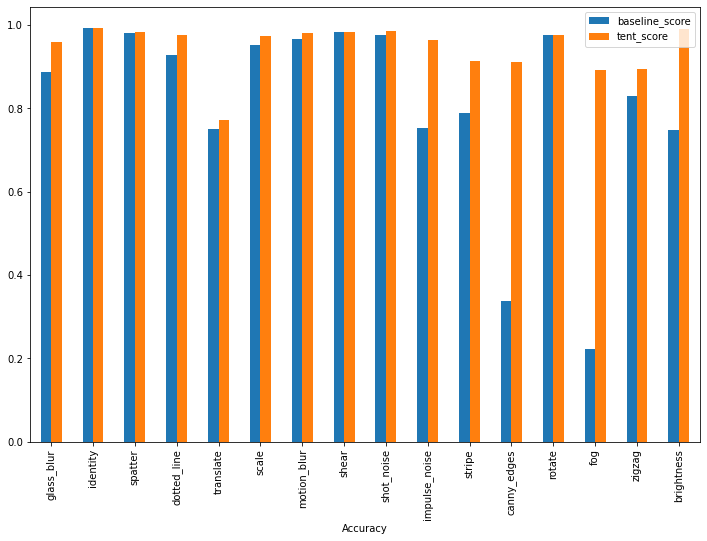 baseline_score
tent_score
1.0
0.8
0.6
0.4
0.2
0.0
glass_blur
identity
spatter
dotted_line
translate
scale
motion_blur
shear
shot_noise
impulse_noise
stripe
canny_edges
rotate
fog
zigzag
brightness
Accuracy